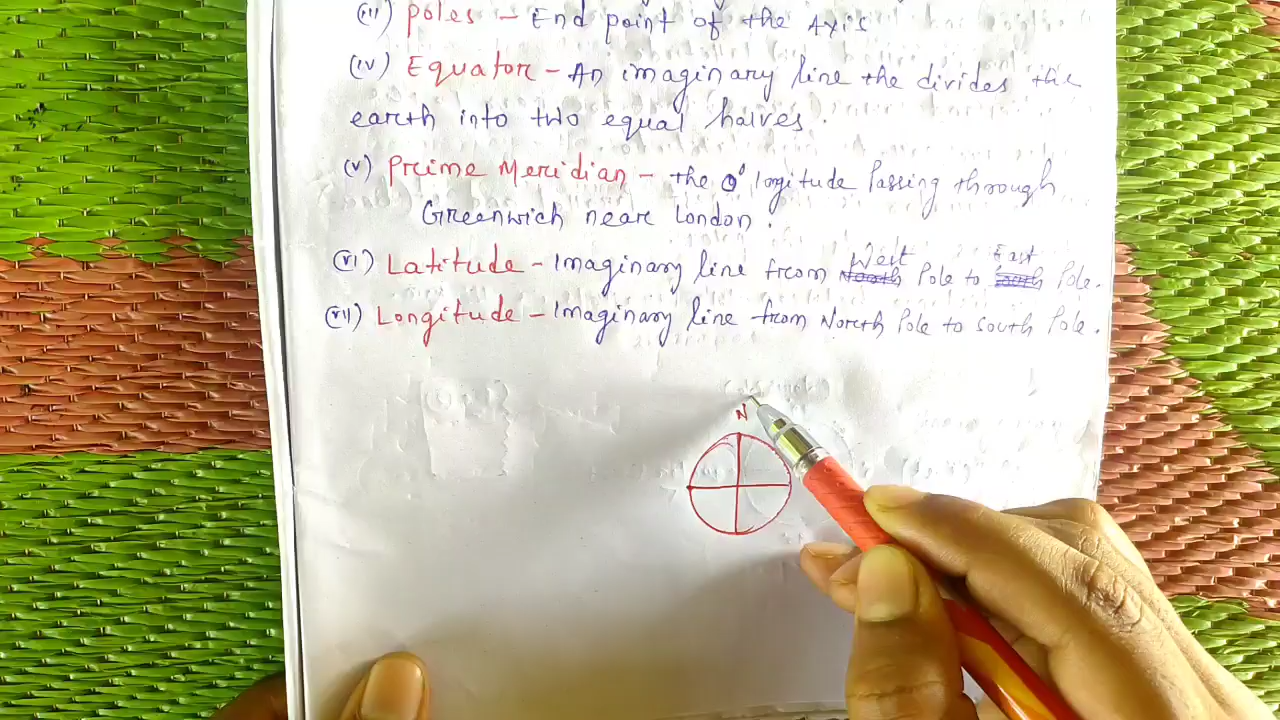 (iii) Poles - End point of the Axis
(iv) Equator - An imaginary line the divides the
earth into two equal halves.
(v) Prime Meridian - the 0° logitude Passing through
Greenwich near London.
West East
(vi) Latitude - Imaginary line from North Pole to South Pole.
(vii) Longitude - Imaginary line from North Pole to South Pole.
N